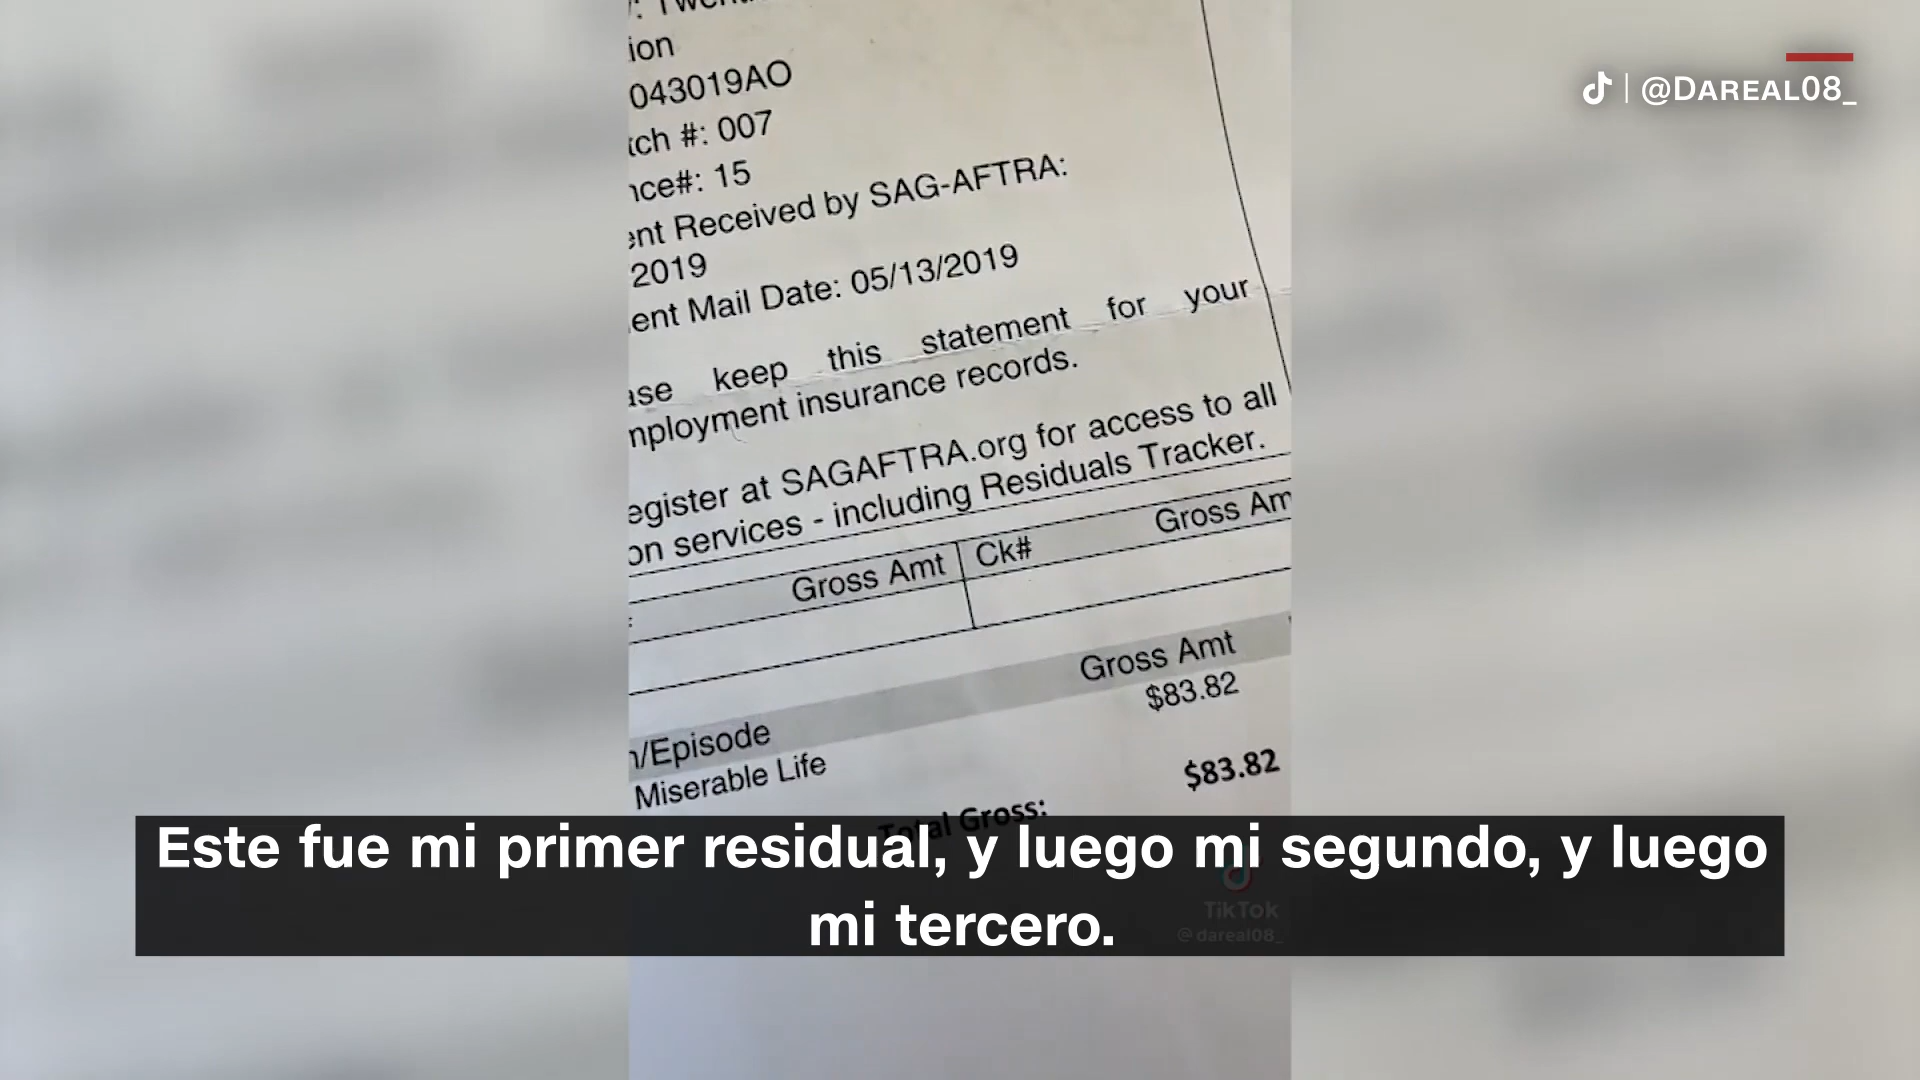 @DAREAL08_
ion
043019AO
tch #: 007
nce#: 15
ent Received by SAG-AFTRA:
2019
ent Mail Date: 05/13/2019
ase keep this statement for your
mployment insurance records.
egister at SAGAFTRA.org for access to all
on services - including Residuals Tracker.
Gross Amt Ck# Gross Am
Gross Amt
n/Episode
$83.82
Miserable Life
Total Gross: $83.82
Este fue mi primer residual, y luego mi segundo, y luego
mi tercero.
TikTok
@dareal08_